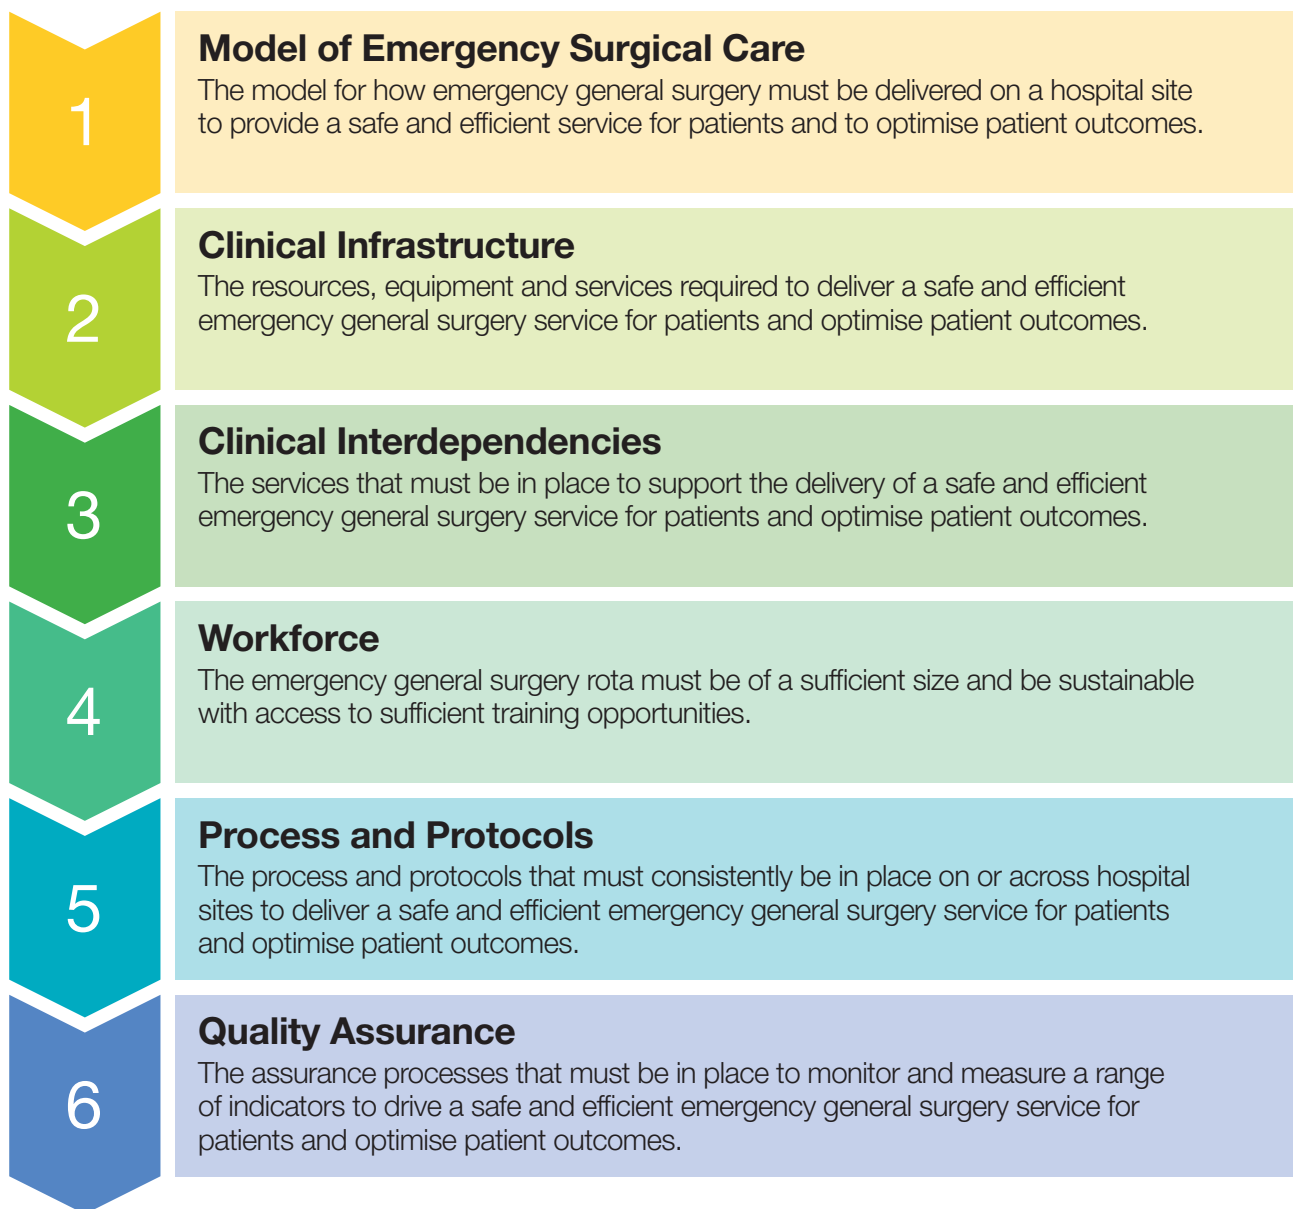 1
Model of Emergency Surgical Care
The model for how emergency general surgery must be delivered on a hospital site
to provide a safe and efficient service for patients and to optimise patient outcomes.
2
Clinical Infrastructure
The resources, equipment and services required to deliver a safe and efficient
emergency general surgery service for patients and optimise patient outcomes.
3
Clinical Interdependencies
The services that must be in place to support the delivery of a safe and efficient
emergency general surgery service for patients and optimise patient outcomes.
4
Workforce
The emergency general surgery rota must be of a sufficient size and be sustainable
with access to sufficient training opportunities.
5
Process and Protocols
The process and protocols that must consistently be in place on or across hospital
sites to deliver a safe and efficient emergency general surgery service for patients
and optimise patient outcomes.
6
Quality Assurance
The assurance processes that must be in place to monitor and measure a range
of indicators to drive a safe and efficient emergency general surgery service for
patients and optimise patient outcomes.